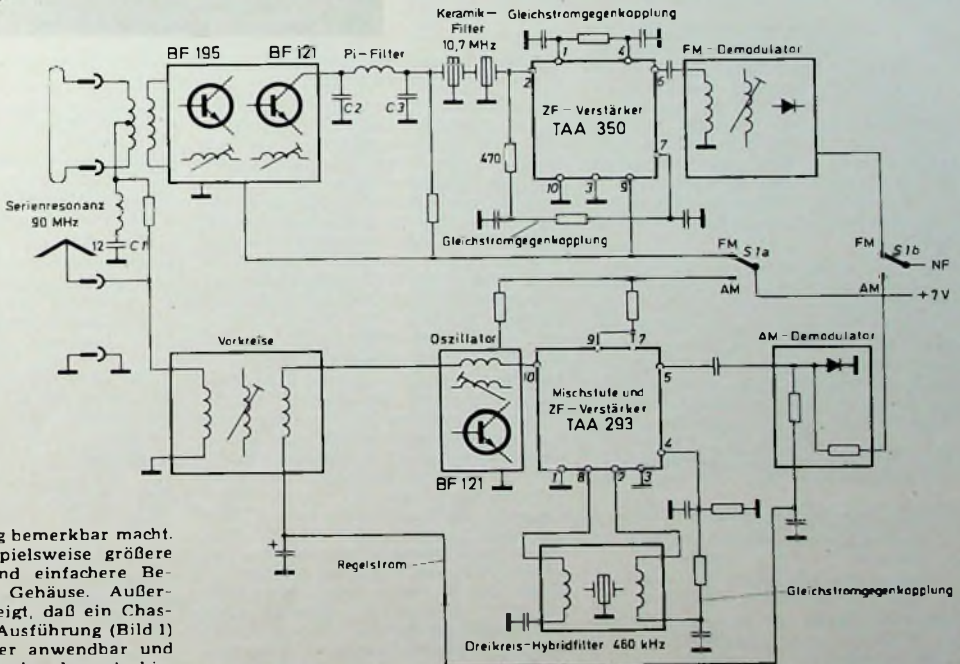 Keramik-
Filter
10,7 MHz
Gleichstromgegenkopplung
BF 195
BF 121
Pi-Filter
FM-Demodulator
1
4
2
6
C2
C3
ZF-Verstärker
TAA 350
470
7
10
3
9
Serienresonanz
90 MHz
12
C1
Gleichstromgegenkopplung
FM
S1a
FM
S1b
NF
AM
AM
+7V
Vorkreise
Oszillator
9
7
AM-Demodulator
10
5
Mischstufe und
ZF-Verstärker
TAA 293
4
BF 121
1
8
2
3
+
Regelstrom
Gleichstromgegenkopplung
Dreikreis-Hybridfilter 460 kHz
g bemerkbar macht.
pielsweise größere
nd einfachere Be-
Gehäuse. Außer-
eigt, daß ein Chas-
Ausführung (Bild 1)
er anwendbar und